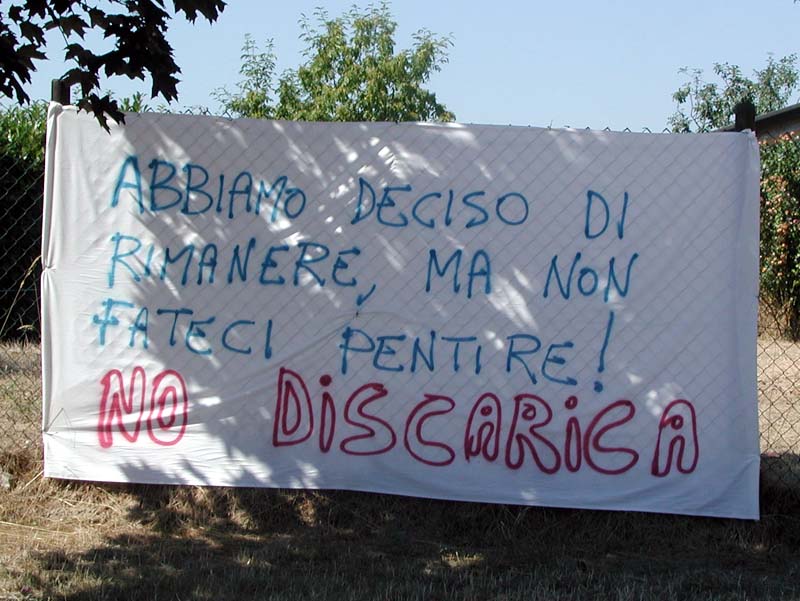 ABBIAMO DECISO DI
RIMANERE, MA NON
FATECI PENTIRE!
NO DISCARICA